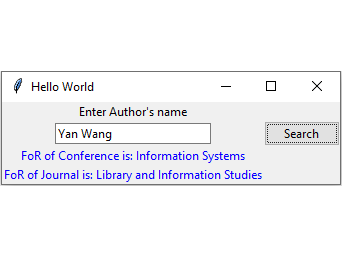 Hello World
Enter Author's name
Yan Wang
Search
FoR of Conference is: Information Systems
FoR of Journal is: Library and Information Studies